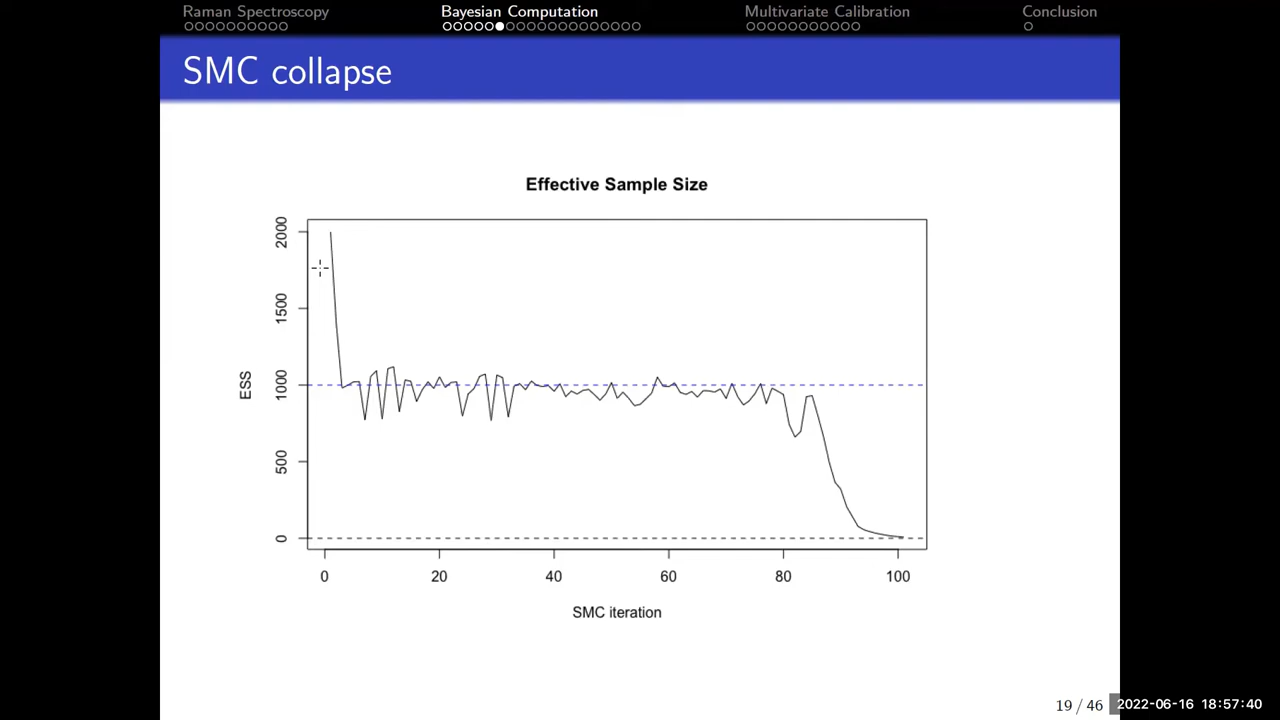 Raman Spectroscopy Bayesian Computation Multivariate Calibration Conclusion
SMC collapse
Effective Sample Size
2000
1500
1000
500
0
ESS
0 20 40 60 80 100
SMC iteration
19 / 46 2022-06-16 18:57:40